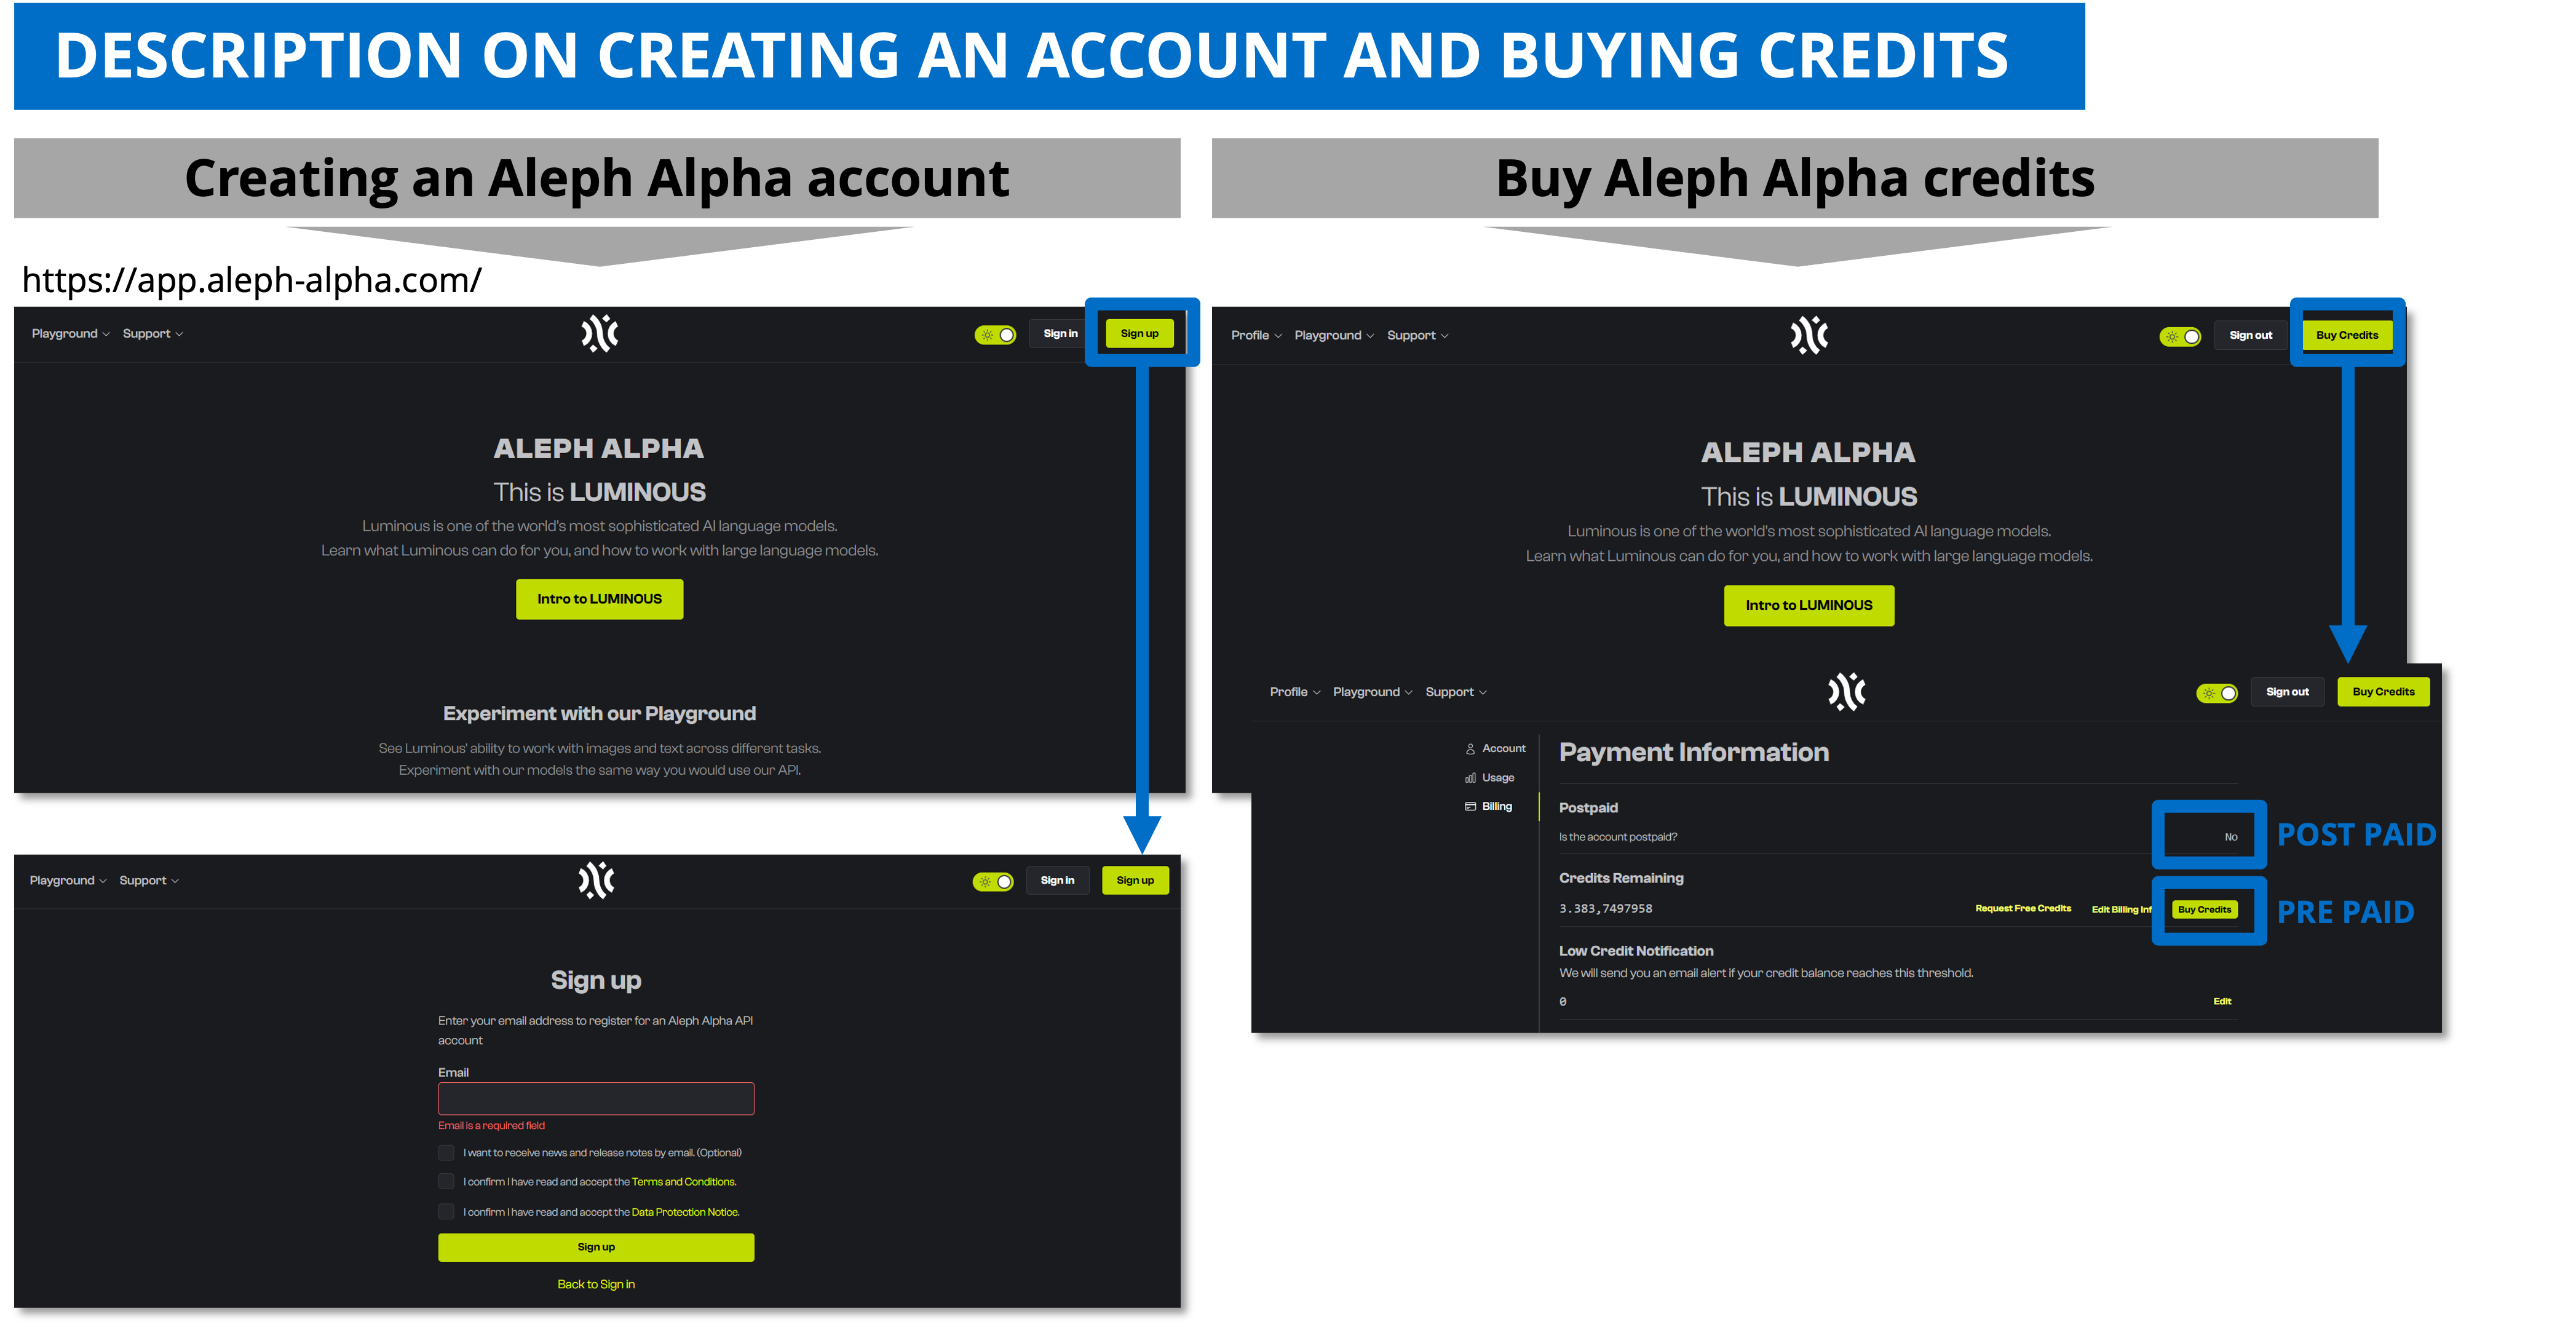 DESCRIPTION ON CREATING AN ACCOUNT AND BUYING CREDITS
Creating an Aleph Alpha account
https://app.aleph-alpha.com/
Playground Support Sign in Sign up
ALEPH ALPHA
This is LUMINOUS
Luminous is one of the world's most sophisticated AI language models.
Learn what Luminous can do for you, and how to work with large language models.
Intro to LUMINOUS
Experiment with our Playground
See Luminous' ability to work with images and text across different tasks.
Experiment with our models the same way you would use our API.
Playground Support Sign in Sign up
Sign up
Enter your email address to register for an Aleph Alpha API
account
Email
Email is a required field
I want to receive news and release notes by email. (Optional)
I confirm I have read and accept the Terms and Conditions.
I confirm I have read and accept the Data Protection Notice.
Sign up
Back to Sign in
Buy Aleph Alpha credits
Profile Playground Support Sign out Buy Credits
ALEPH ALPHA
This is LUMINOUS
Luminous is one of the world's most sophisticated AI language models.
Learn what Luminous can do for you, and how to work with large language models.
Intro to LUMINOUS
Profile Playground Support Sign out Buy Credits
Account
Usage
Billing
Payment Information
Postpaid
Is the account postpaid? No POST PAID
Credits Remaining
3.383,7497958 Request Free Credits Edit Billing Inf Buy Credits PRE PAID
Low Credit Notification
We will send you an email alert if your credit balance reaches this threshold.
0 Edit